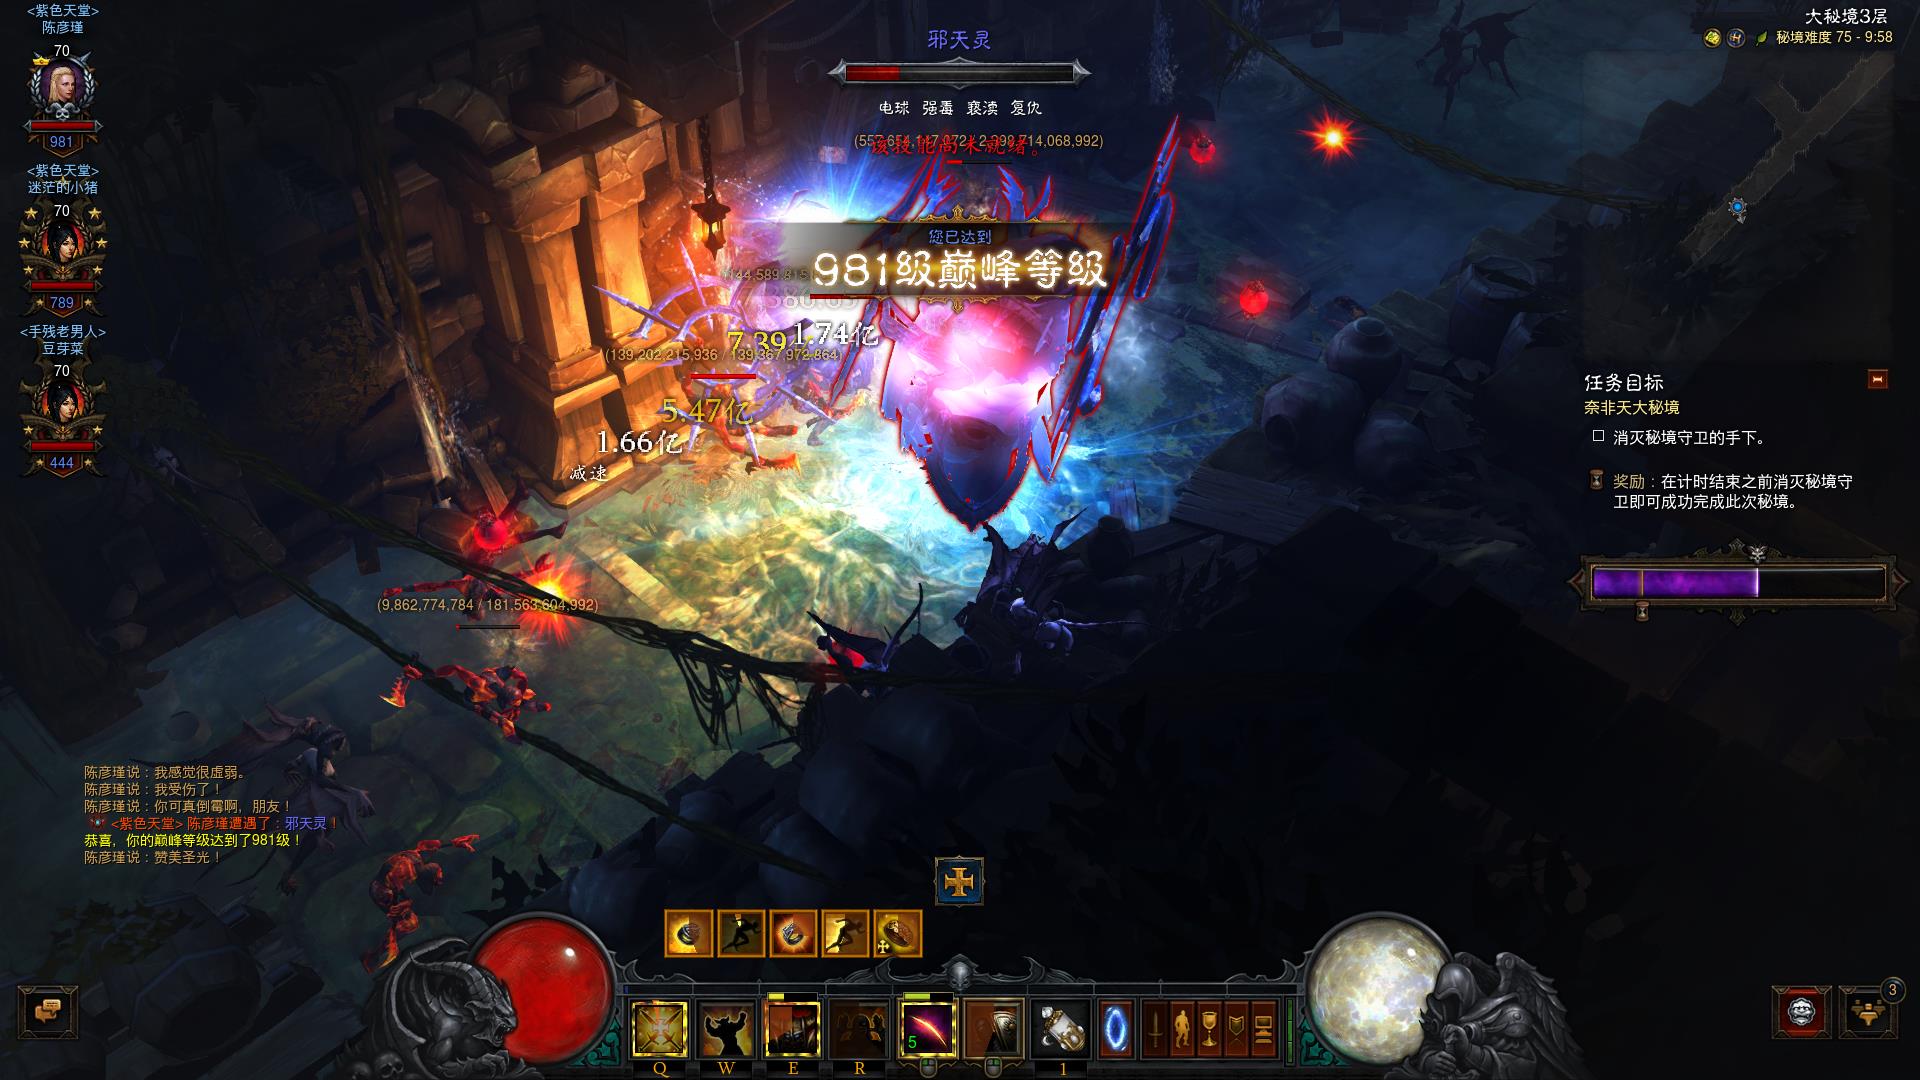 <紫色天堂>
陈彦瑾
70
981
<紫色天堂>
迷茫的小猪
70
789
<手残老男人>
豆芽菜
70
444
邪天灵
电球 强毒 亵渎 复仇
该技能尚未就绪。
您已达到
981级巅峰等级
7.39
1.74亿
(139,202,215,936 / 139,367,972,864)
5.47亿
1.66亿
减速
(9,862,774,784 / 181,563,604,992)
大秘境3层
秘境难度 75 - 9:58
任务目标
奈非天大秘境
消灭秘境守卫的手下。
奖励：在计时结束之前消灭秘境守
卫即可成功完成此次秘境。
陈彦瑾说：我感觉很虚弱。
陈彦瑾说：我受伤了！
陈彦瑾说：你可真倒霉啊，朋友！
<紫色天堂> 陈彦瑾遭遇了：邪天灵！
恭喜，你的巅峰等级达到了981级！
陈彦瑾说：赞美圣光！
5
Q W E R 1
3